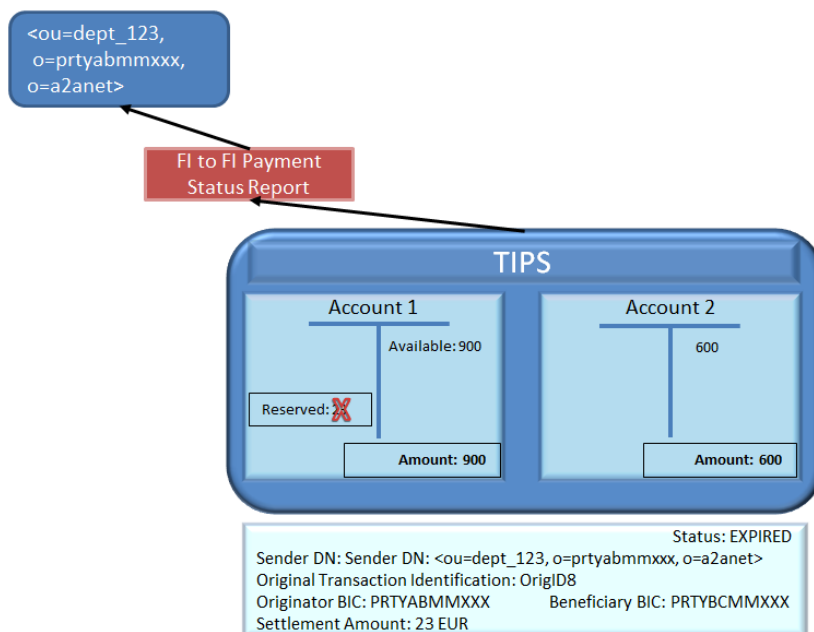 <ou=dept_123,
o=prtyabmmxxx,
o=a2anet>
FI to FI Payment
Status Report
TIPS
Account 1
Available: 900
Reserved: 23
Amount: 900
Account 2
600
Amount: 600
Status: EXPIRED
Sender DN: Sender DN: <ou=dept_123, o=prtyabmmxxx, o=a2anet>
Original Transaction Identification: OrigID8
Originator BIC: PRTYABMMXXX Beneficiary BIC: PRTYBCMMXXX
Settlement Amount: 23 EUR